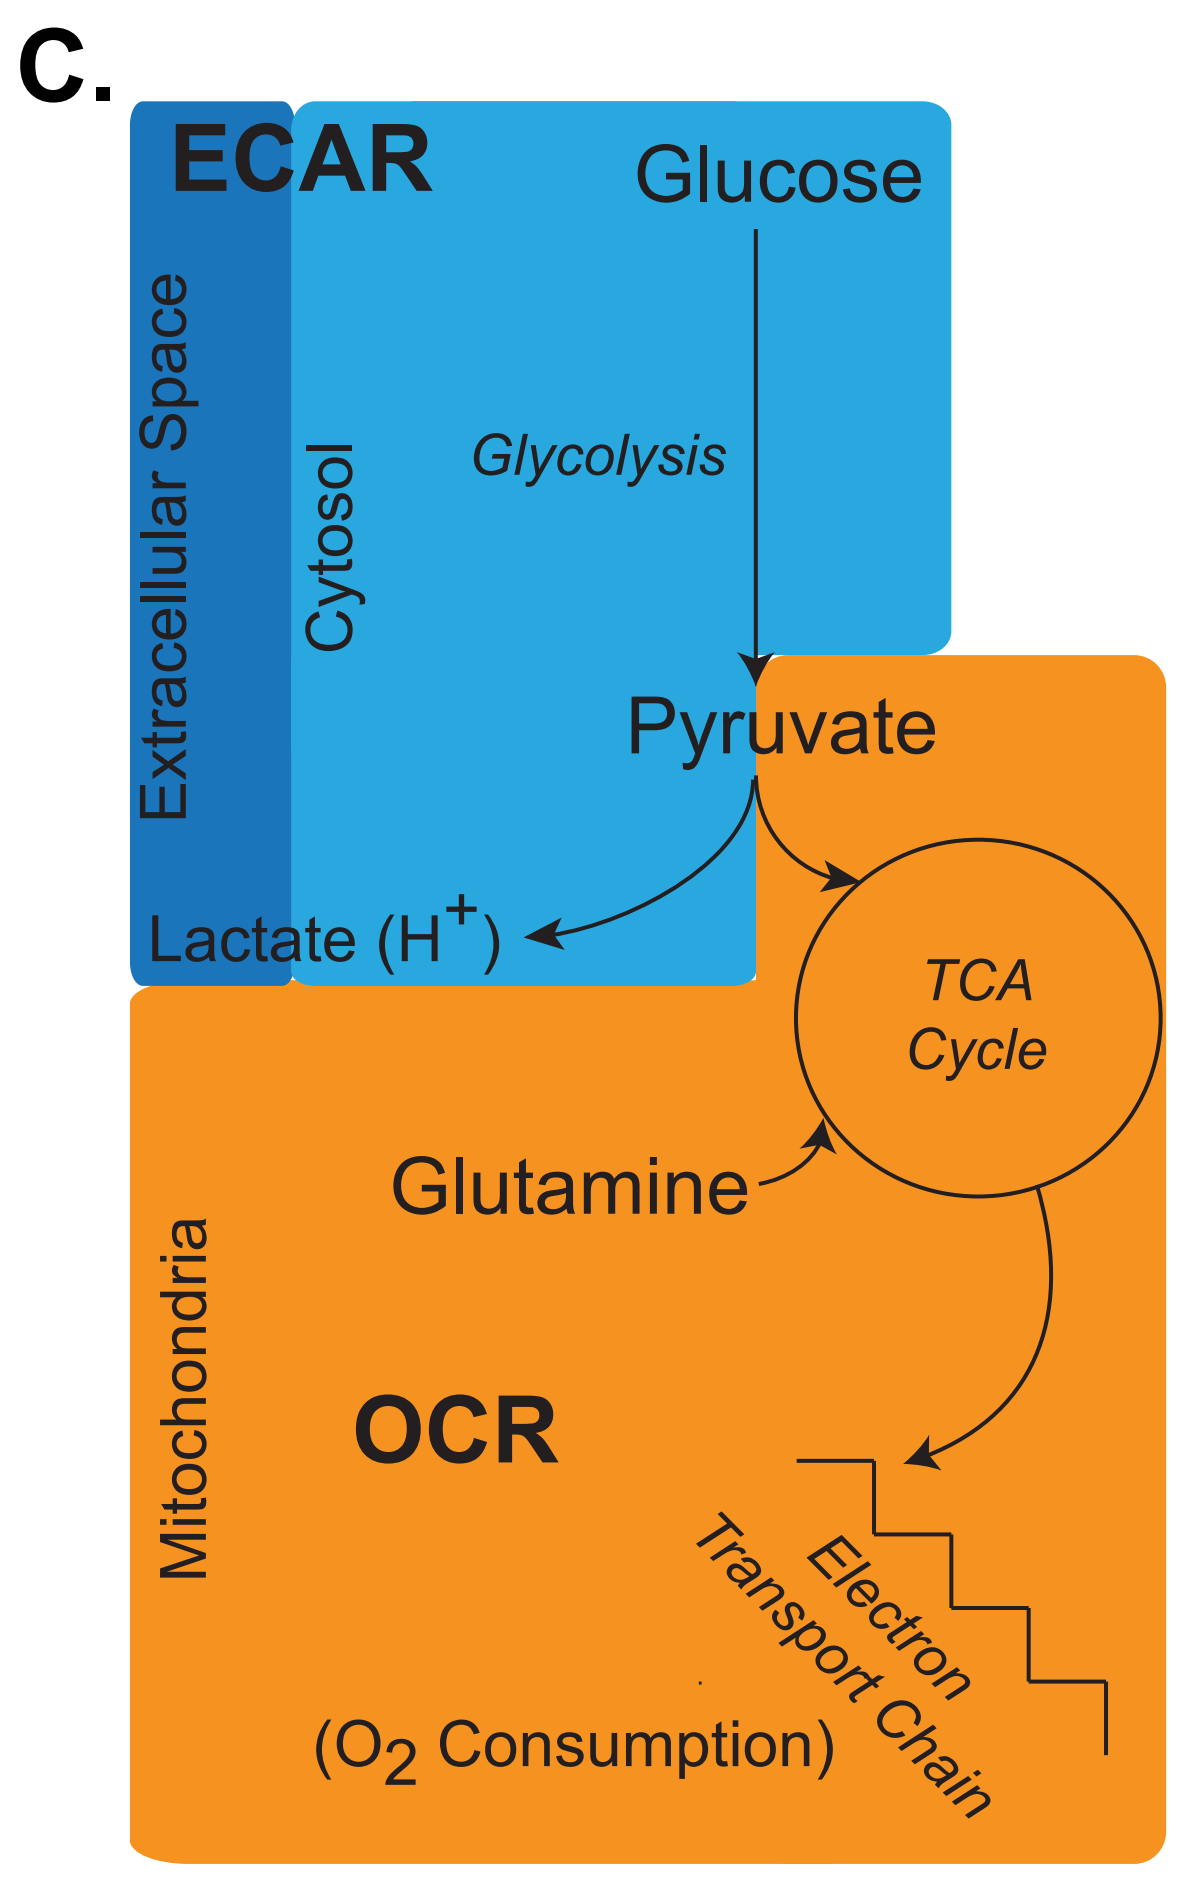 C.
ECAR
Glucose
Extracellular Space
Cytosol
Glycolysis
Pyruvate
Lactate (H⁺)
TCA
Cycle
Glutamine
Mitochondria
OCR
Electron
Transport Chain
(O₂ Consumption)